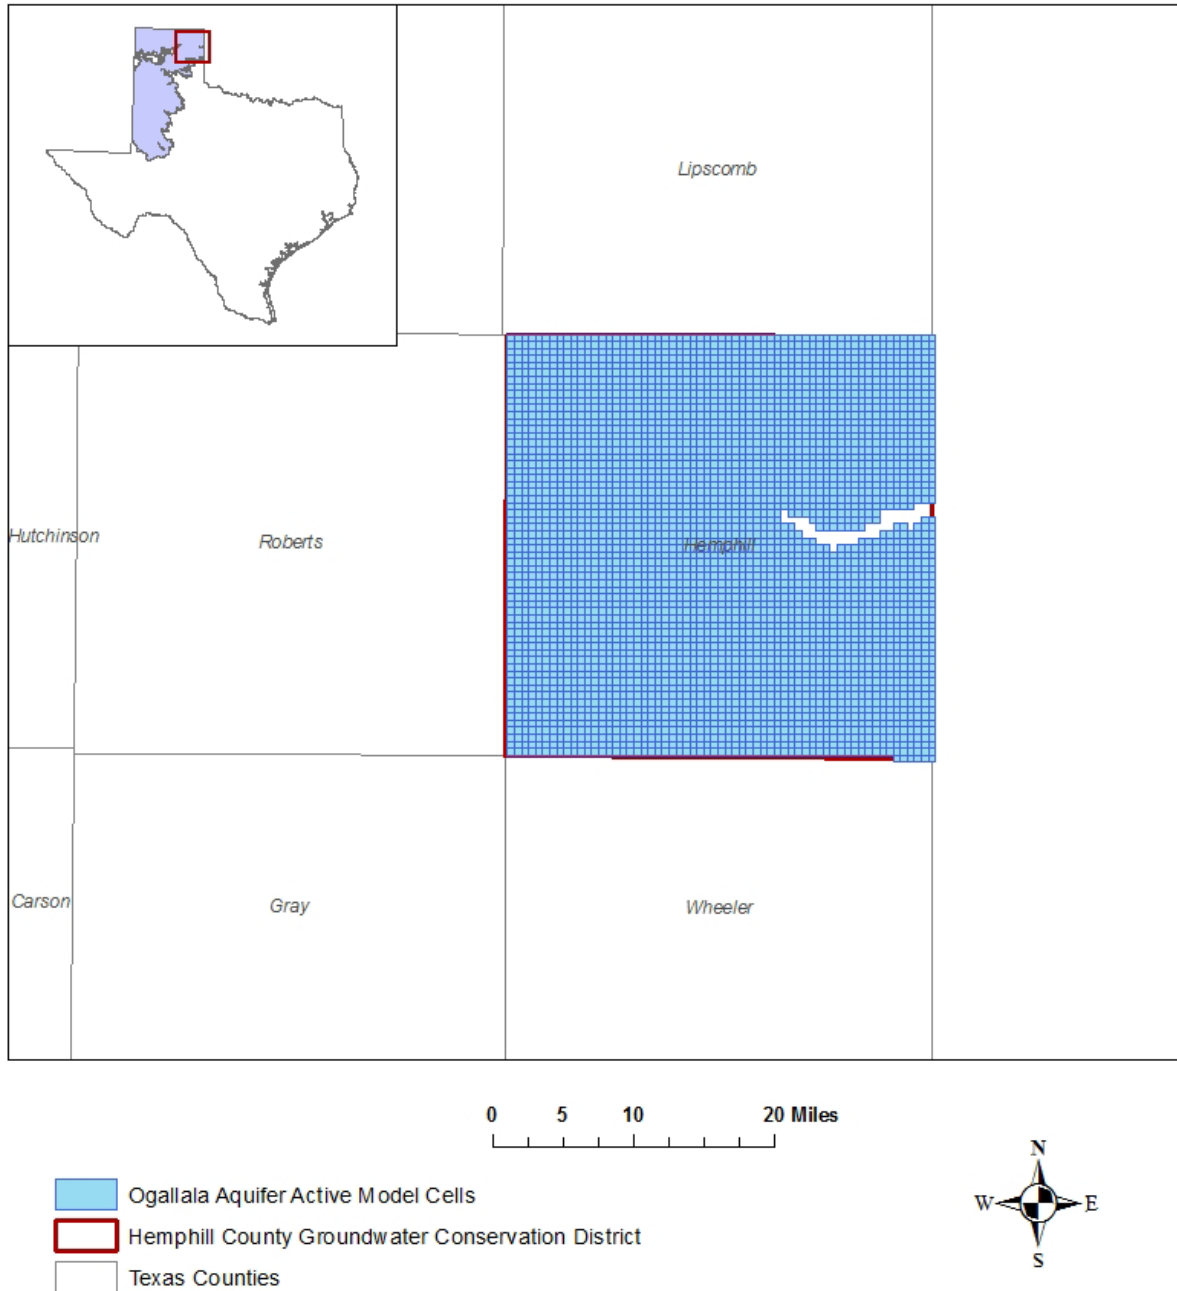 Lipscomb
Hutchinson
Roberts
Hemphill
Carson
Gray
Wheeler
0 5 10 20 Miles
N
W E
S
Ogallala Aquifer Active Model Cells
Hemphill County Groundwater Conservation District
Texas Counties